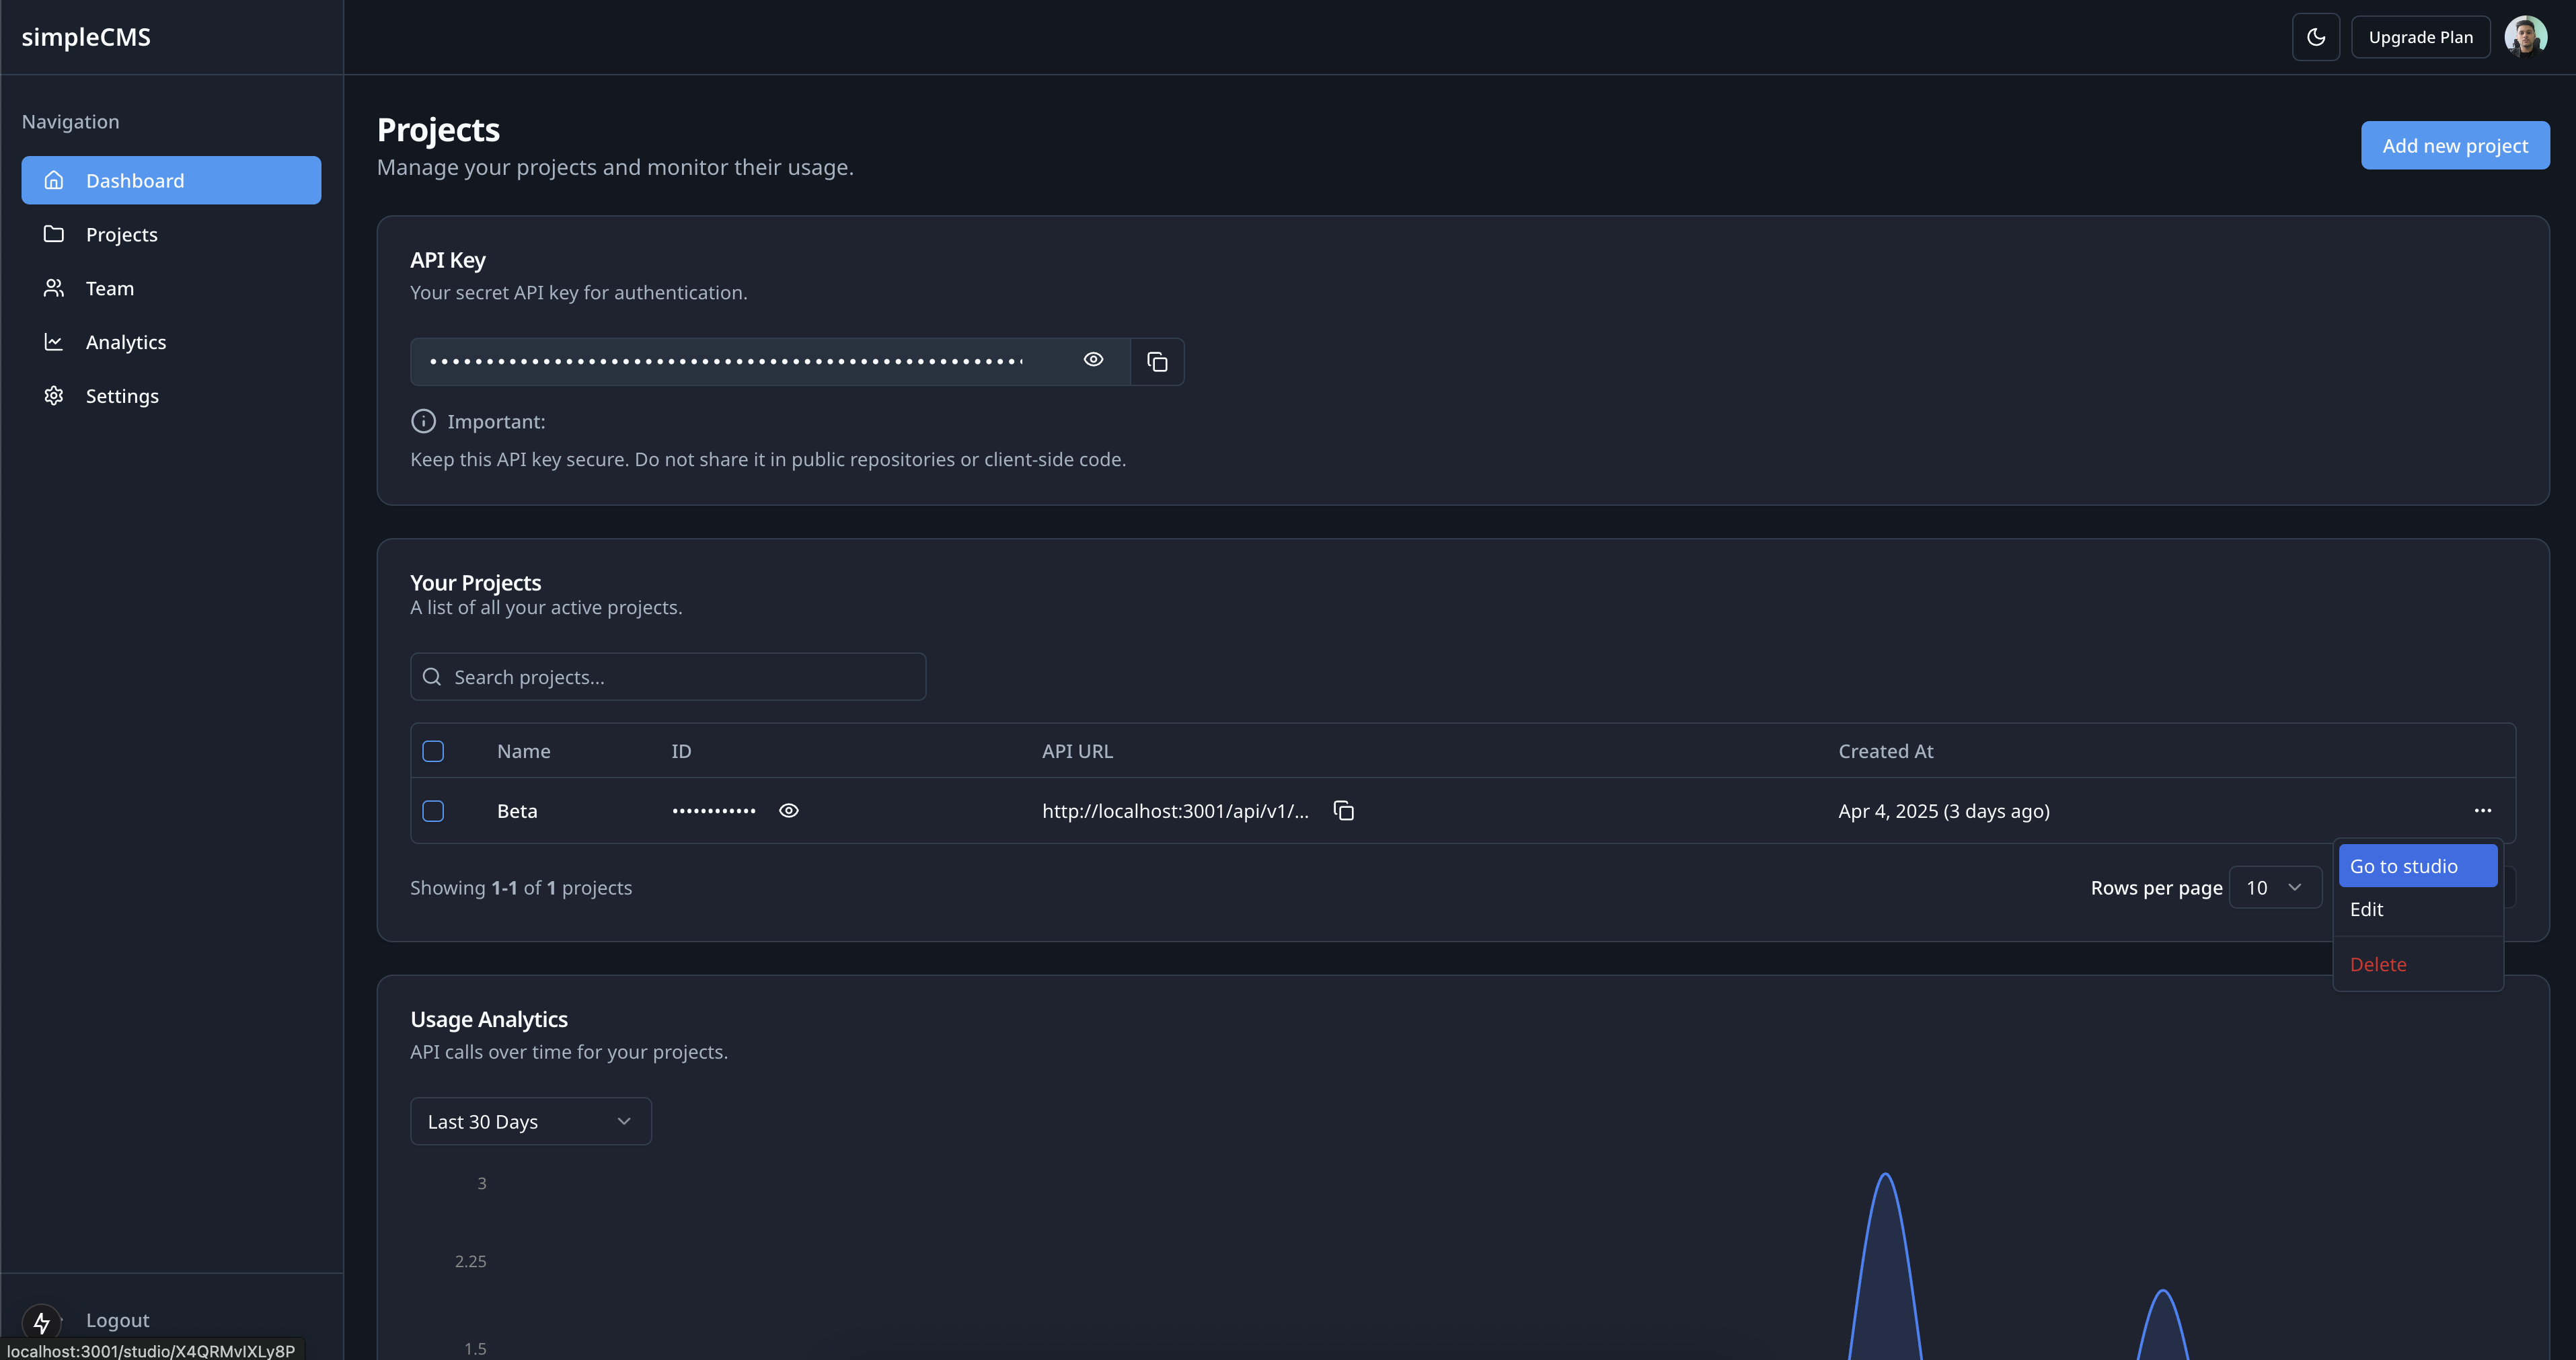 simpleCMS
Upgrade Plan
Navigation
Dashboard
Projects
Team
Analytics
Settings
Logout
localhost:3001/studio/X4QRMvIXLy8P
Projects
Manage your projects and monitor their usage.
Add new project
API Key
Your secret API key for authentication.
Important:
Keep this API key secure. Do not share it in public repositories or client-side code.
Your Projects
A list of all your active projects.
Search projects...
Name ID API URL Created At
Beta •••••••••••• http://localhost:3001/api/v1/... Apr 4, 2025 (3 days ago)
Showing 1-1 of 1 projects
Rows per page 10
Go to studio
Edit
Delete
Usage Analytics
API calls over time for your projects.
Last 30 Days
3
2.25
1.5